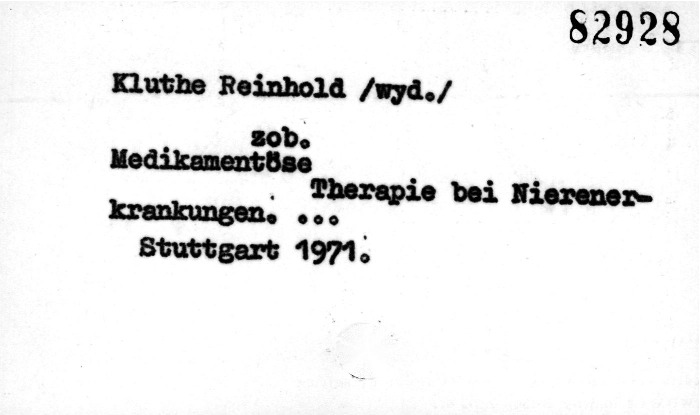 82928
Kluthe Reinhold /wyd./
zob.
Medikamentöse
Therapie bei Nierener-
krankungen. ...
Stuttgart 1971.